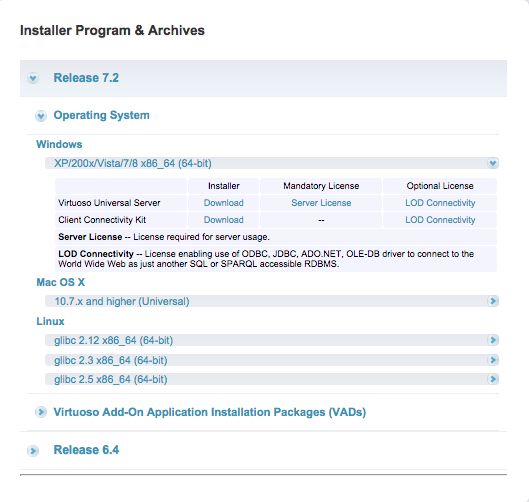 Installer Program & Archives
Release 7.2
Operating System
Windows
XP/200x/Vista/7/8 x86_64 (64-bit)
Installer Mandatory License Optional License
Virtuoso Universal Server Download Server License LOD Connectivity
Client Connectivity Kit Download -- LOD Connectivity
Server License -- License required for server usage.
LOD Connectivity -- License enabling use of ODBC, JDBC, ADO.NET, OLE-DB driver to connect to the
World Wide Web as just another SQL or SPARQL accessible RDBMS.
Mac OS X
10.7.x and higher (Universal)
Linux
glibc 2.12 x86_64 (64-bit)
glibc 2.3 x86_64 (64-bit)
glibc 2.5 x86_64 (64-bit)
Virtuoso Add-On Application Installation Packages (VADs)
Release 6.4